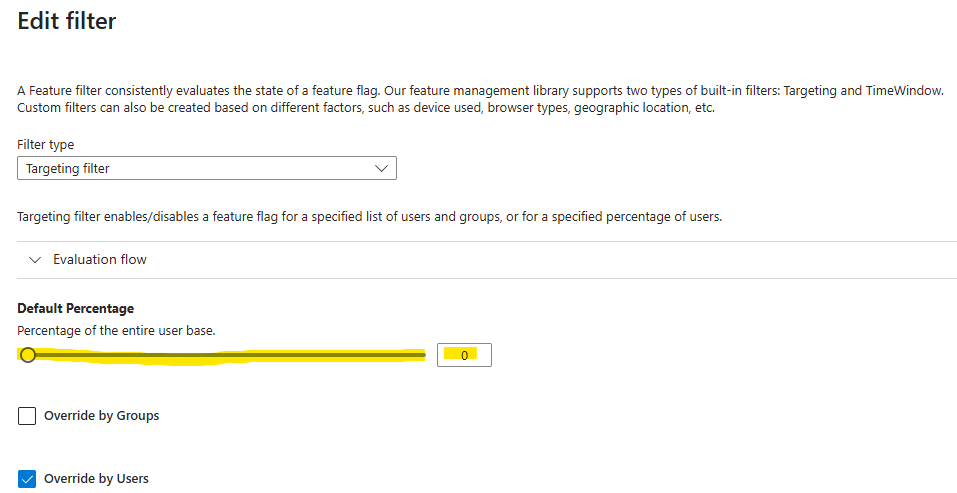 Edit filter
A Feature filter consistently evaluates the state of a feature flag. Our feature management library supports two types of built-in filters: Targeting and TimeWindow.
Custom filters can also be created based on different factors, such as device used, browser types, geographic location, etc.
Filter type
Targeting filter
Targeting filter enables/disables a feature flag for a specified list of users and groups, or for a specified percentage of users.
Evaluation flow
Default Percentage
Percentage of the entire user base.
0
Override by Groups
Override by Users